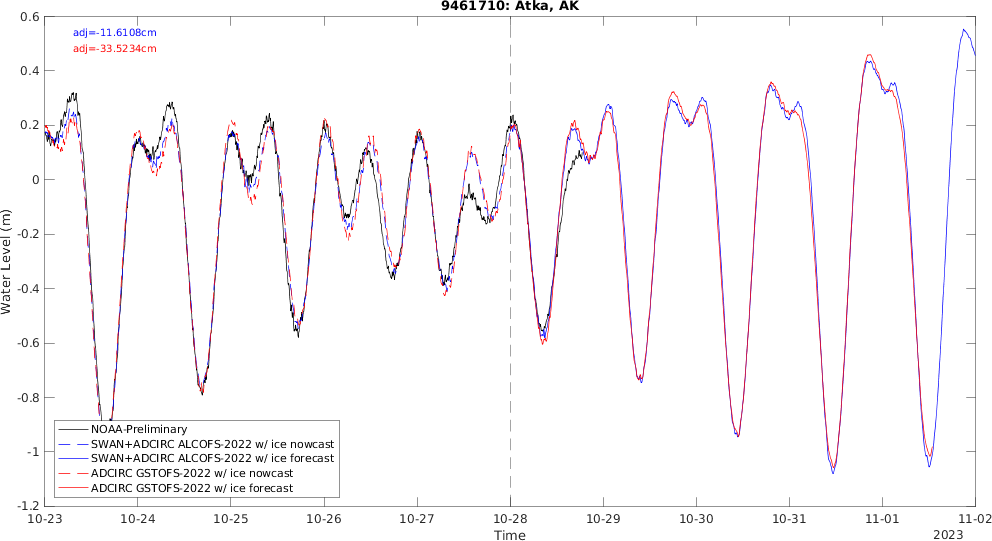 9461710: Atka, AK
adj=-11.6108cm
adj=-33.5234cm
0.6
0.4
0.2
0
-0.2
-0.4
-0.6
-0.8
-1
-1.2
Water Level (m)
NOAA-Preliminary
SWAN+ADCIRC ALCOFS-2022 w/ ice nowcast
SWAN+ADCIRC ALCOFS-2022 w/ ice forecast
ADCIRC GSTOFS-2022 w/ ice nowcast
ADCIRC GSTOFS-2022 w/ ice forecast
10-23 10-24 10-25 10-26 10-27 10-28 10-29 10-30 10-31 11-01 11-02
Time
2023